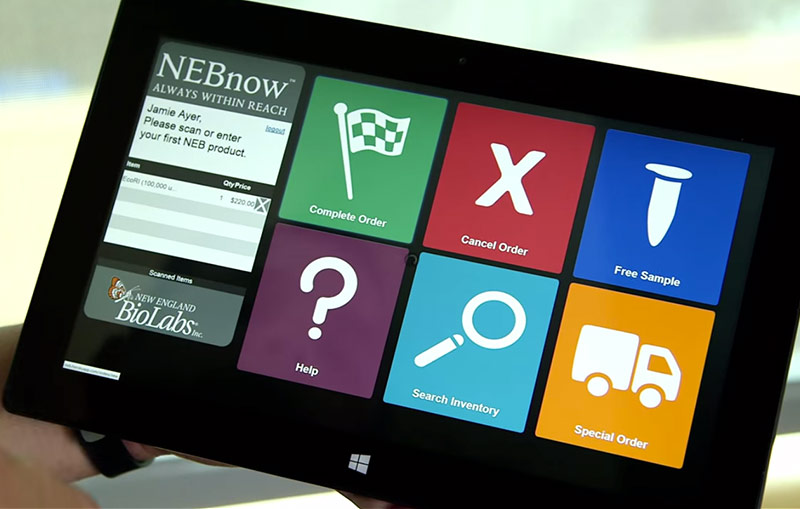 NEBnow™
ALWAYS WITHIN REACH
Jamie Ayer,
Please scan or enter
your first NEB product.
logout
Item Qty Price
EcoRI (100,000 u... 1 $220.00 X
Scanned Items
NEW ENGLAND
BioLabs® Inc.
Complete Order
X
Cancel Order
Free Sample
?
Help
Search Inventory
Special Order